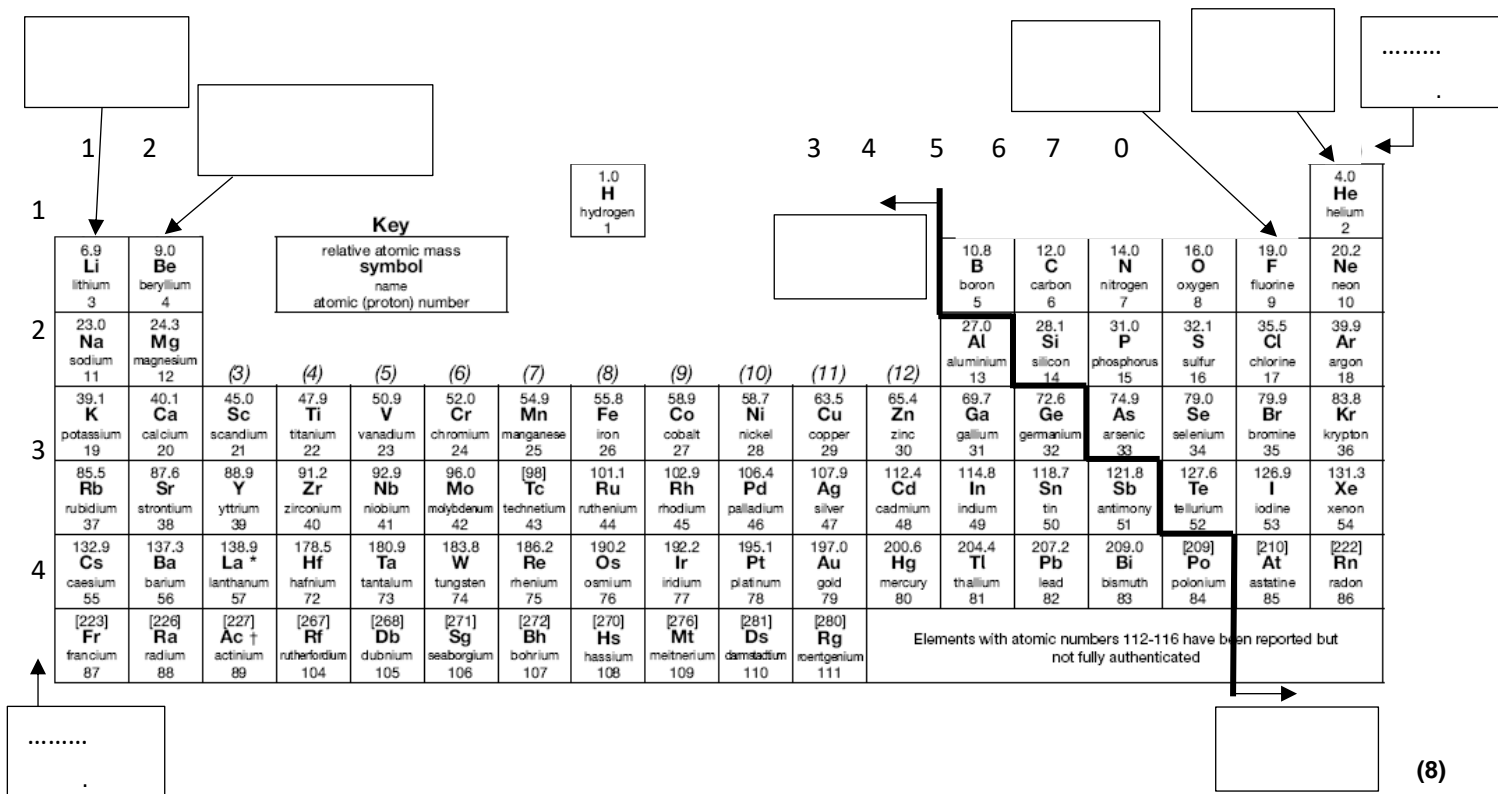 .........
.
1 2 3 4 5 6 7 0
1
1.0
H
hydrogen
1
4.0
He
helium
2
Key
relative atomic mass
symbol
name
atomic (proton) number
6.9
Li
lithium
3
9.0
Be
beryllium
4
10.8
B
boron
5
12.0
C
carbon
6
14.0
N
nitrogen
7
16.0
O
oxygen
8
19.0
F
fluorine
9
20.2
Ne
neon
10
2
23.0
Na
sodium
11
24.3
Mg
magnesium
12
(3) (4) (5) (6) (7) (8) (9) (10) (11) (12)
27.0
Al
aluminium
13
28.1
Si
silicon
14
31.0
P
phosphorus
15
32.1
S
sulfur
16
35.5
Cl
chlorine
17
39.9
Ar
argon
18
3
39.1
K
potassium
19
40.1
Ca
calcium
20
45.0
Sc
scandium
21
47.9
Ti
titanium
22
50.9
V
vanadium
23
52.0
Cr
chromium
24
54.9
Mn
manganese
25
55.8
Fe
iron
26
58.9
Co
cobalt
27
58.7
Ni
nickel
28
63.5
Cu
copper
29
65.4
Zn
zinc
30
69.7
Ga
gallium
31
72.6
Ge
germanium
32
74.9
As
arsenic
33
79.0
Se
selenium
34
79.9
Br
bromine
35
83.8
Kr
krypton
36
85.5
Rb
rubidium
37
87.6
Sr
strontium
38
88.9
Y
yttrium
39
91.2
Zr
zirconium
40
92.9
Nb
niobium
41
96.0
Mo
molybdenum
42
[98]
Tc
technetium
43
101.1
Ru
ruthenium
44
102.9
Rh
rhodium
45
106.4
Pd
palladium
46
107.9
Ag
silver
47
112.4
Cd
cadmium
48
114.8
In
indium
49
118.7
Sn
tin
50
121.8
Sb
antimony
51
127.6
Te
tellurium
52
126.9
I
iodine
53
131.3
Xe
xenon
54
4
132.9
Cs
caesium
55
137.3
Ba
barium
56
138.9
La *
lanthanum
57
178.5
Hf
hafnium
72
180.9
Ta
tantalum
73
183.8
W
tungsten
74
186.2
Re
rhenium
75
190.2
Os
osmium
76
192.2
Ir
iridium
77
195.1
Pt
platinum
78
197.0
Au
gold
79
200.6
Hg
mercury
80
204.4
Tl
thallium
81
207.2
Pb
lead
82
209.0
Bi
bismuth
83
[209]
Po
polonium
84
[210]
At
astatine
85
[222]
Rn
radon
86
[223]
Fr
francium
87
[226]
Ra
radium
88
[227]
Ac †
actinium
89
[267]
Rf
rutherfordium
104
[268]
Db
dubnium
105
[271]
Sg
seaborgium
106
[272]
Bh
bohrium
107
[270]
Hs
hassium
108
[276]
Mt
meitnerium
109
[281]
Ds
darmstadtium
110
[280]
Rg
roentgenium
111
Elements with atomic numbers 112-116 have been reported but
not fully authenticated
.........
.
(8)